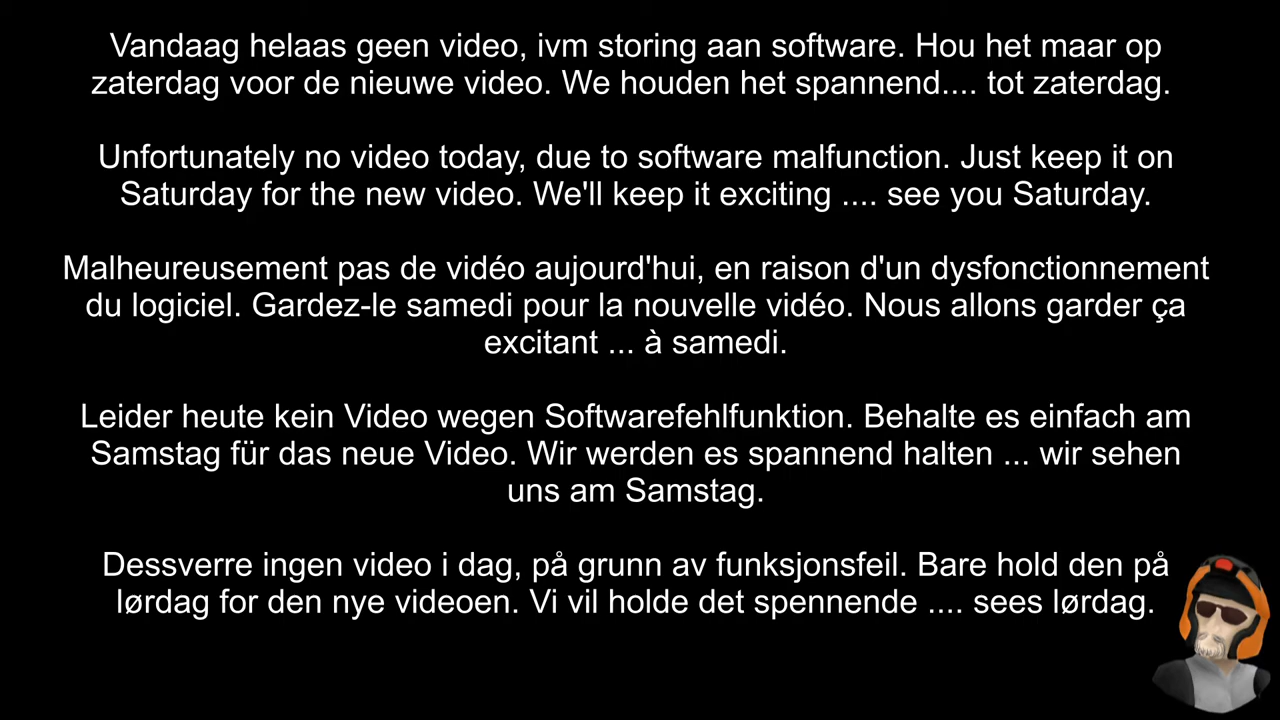 Vandaag helaas geen video, ivm storing aan software. Hou het maar op
zaterdag voor de nieuwe video. We houden het spannend.... tot zaterdag.
Unfortunately no video today, due to software malfunction. Just keep it on
Saturday for the new video. We'll keep it exciting .... see you Saturday.
Malheureusement pas de vidéo aujourd'hui, en raison d'un dysfonctionnement
du logiciel. Gardez-le samedi pour la nouvelle vidéo. Nous allons garder ça
excitant ... à samedi.
Leider heute kein Video wegen Softwarefehlfunktion. Behalte es einfach am
Samstag für das neue Video. Wir werden es spannend halten ... wir sehen
uns am Samstag.
Dessverre ingen video i dag, på grunn av funksjonsfeil. Bare hold den på
lørdag for den nye videoen. Vi vil holde det spennende .... sees lørdag.